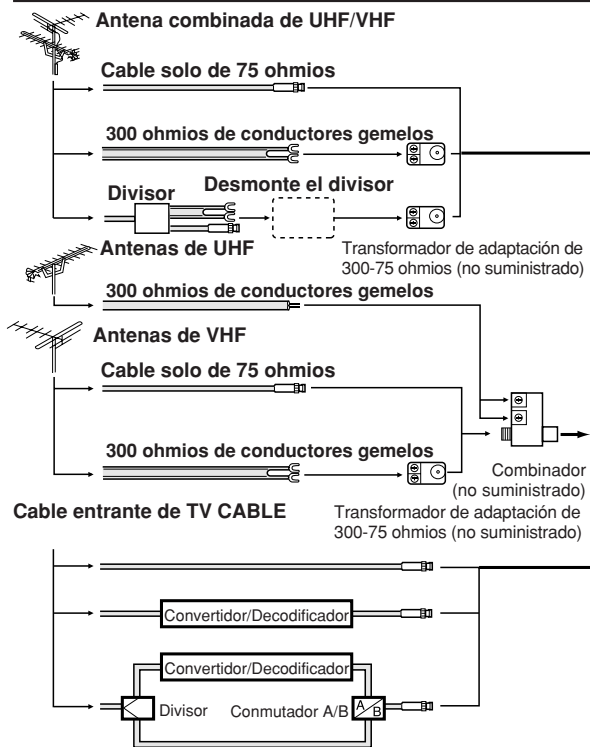 Antena combinada de UHF/VHF
Cable solo de 75 ohmios
300 ohmios de conductores gemelos
Divisor
Desmonte el divisor
Antenas de UHF
Transformador de adaptación de
300-75 ohmios (no suministrado)
300 ohmios de conductores gemelos
Antenas de VHF
Cable solo de 75 ohmios
300 ohmios de conductores gemelos
Combinador
(no suministrado)
Cable entrante de TV CABLE
Transformador de adaptación de
300-75 ohmios (no suministrado)
Convertidor/Decodificador
Convertidor/Decodificador
Divisor
Conmutador A/B
A/B